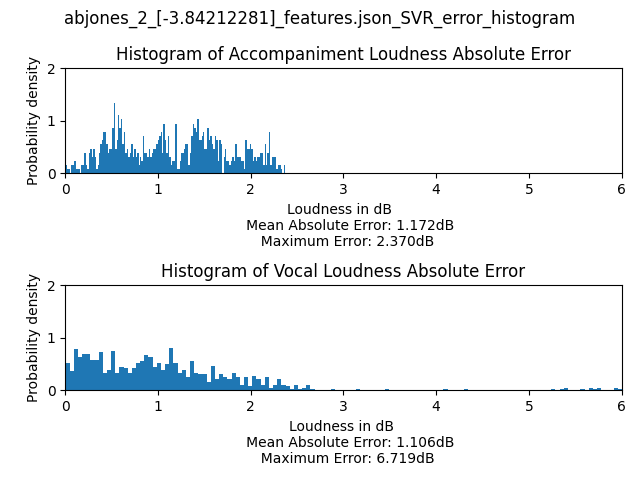 abjones_2_[-3.84212281]_features.json_SVR_error_histogram
Histogram of Accompaniment Loudness Absolute Error
Probability density
2
1
0
0 1 2 3 4 5 6
Loudness in dB
Mean Absolute Error: 1.172dB
Maximum Error: 2.370dB
Histogram of Vocal Loudness Absolute Error
Probability density
2
1
0
0 1 2 3 4 5 6
Loudness in dB
Mean Absolute Error: 1.106dB
Maximum Error: 6.719dB